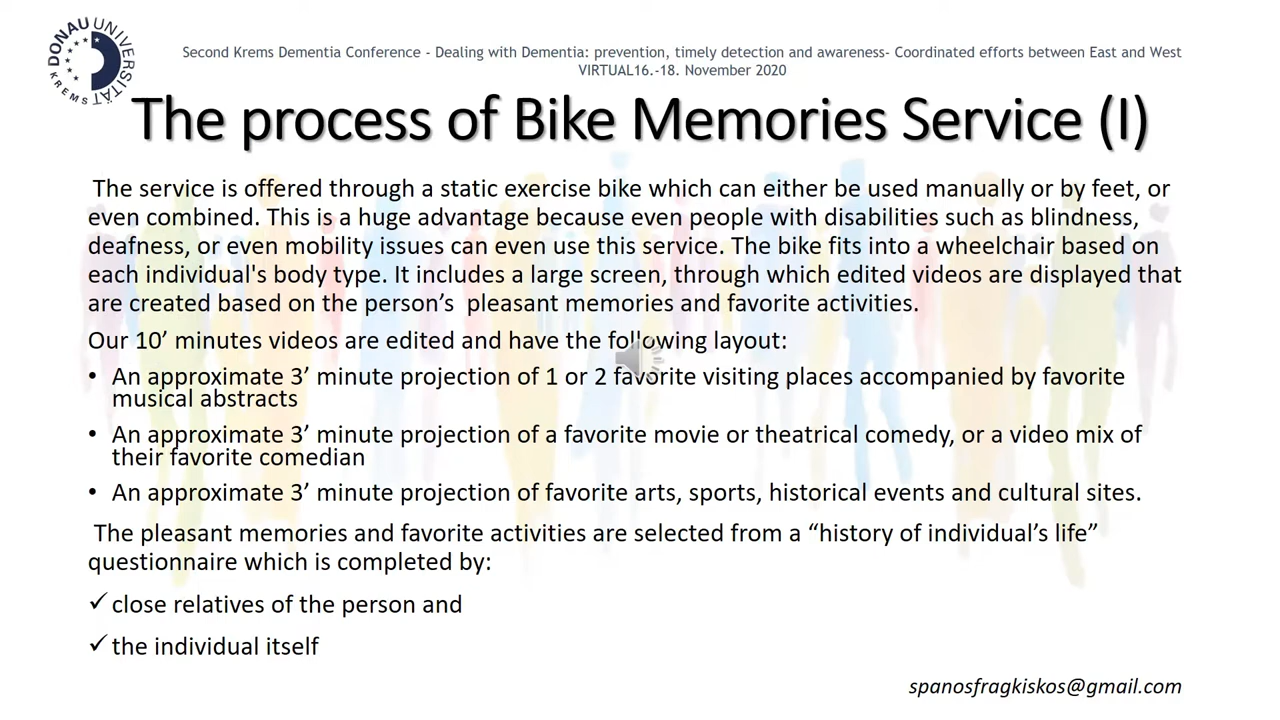 DONAU UNIVERSITÄT KREMS
Second Krems Dementia Conference - Dealing with Dementia: prevention, timely detection and awareness- Coordinated efforts between East and West
VIRTUAL16.-18. November 2020
The process of Bike Memories Service (I)
The service is offered through a static exercise bike which can either be used manually or by feet, or
even combined. This is a huge advantage because even people with disabilities such as blindness,
deafness, or even mobility issues can even use this service. The bike fits into a wheelchair based on
each individual's body type. It includes a large screen, through which edited videos are displayed that
are created based on the person’s pleasant memories and favorite activities.
Our 10’ minutes videos are edited and have the following layout:
• An approximate 3’ minute projection of 1 or 2 favorite visiting places accompanied by favorite
musical abstracts
• An approximate 3’ minute projection of a favorite movie or theatrical comedy, or a video mix of
their favorite comedian
• An approximate 3’ minute projection of favorite arts, sports, historical events and cultural sites.
The pleasant memories and favorite activities are selected from a “history of individual’s life”
questionnaire which is completed by:
✓ close relatives of the person and
✓ the individual itself
spanosfragkiskos@gmail.com